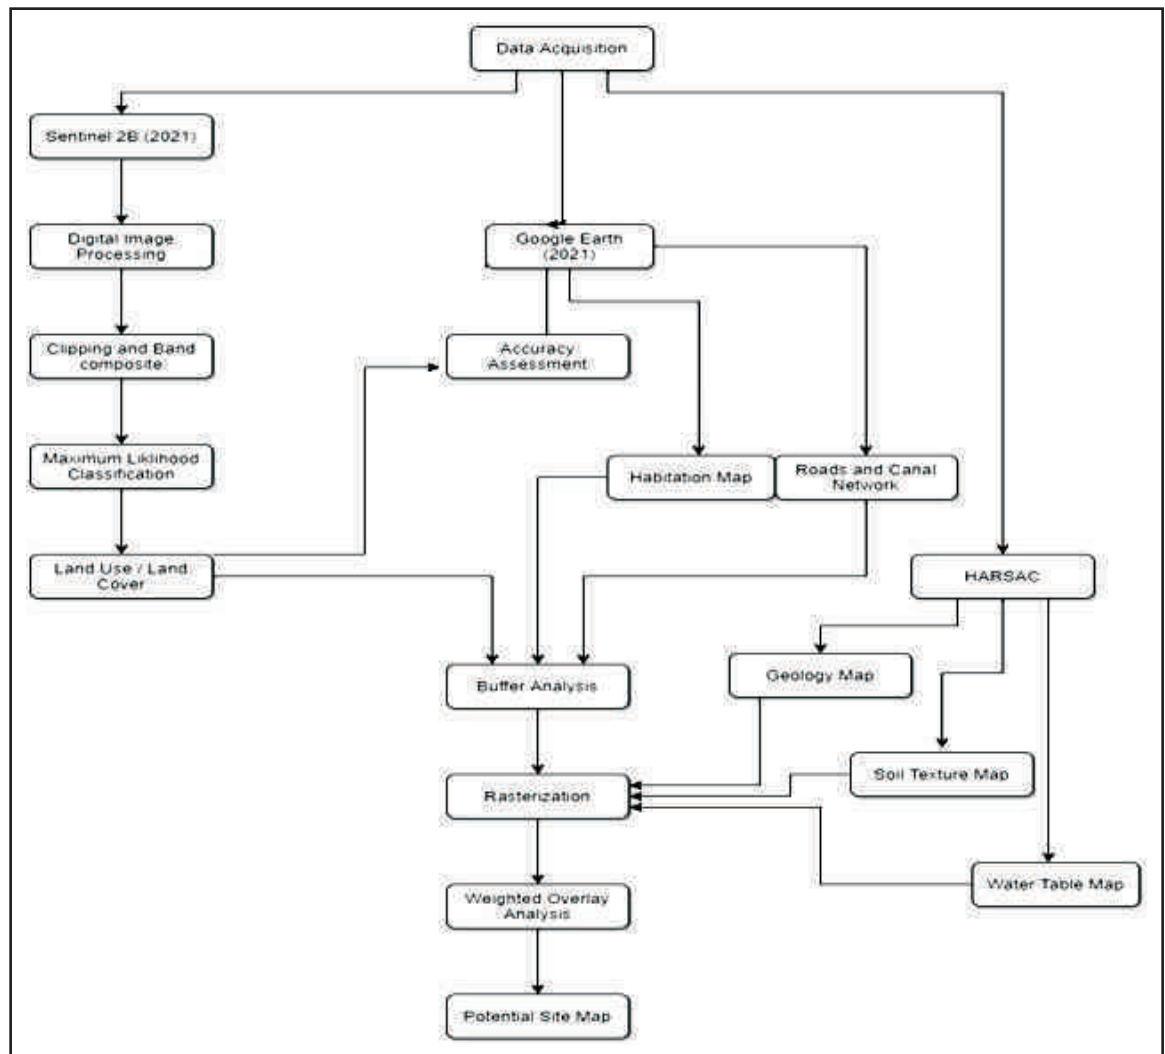 Data Acquisition
Sentinel 2B (2021)
Digital Image
Processing
Google Earth
(2021)
Clipping and Band
composite
Accuracy
Assessment
Maximum Liklihood
Classification
Habitation Map
Roads and Canal
Network
Land Use / Land
Cover
HARSAC
Buffer Analysis
Geology Map
Rasterization
Soil Texture Map
Weighted Overlay
Analysis
Water Table Map
Potential Site Map